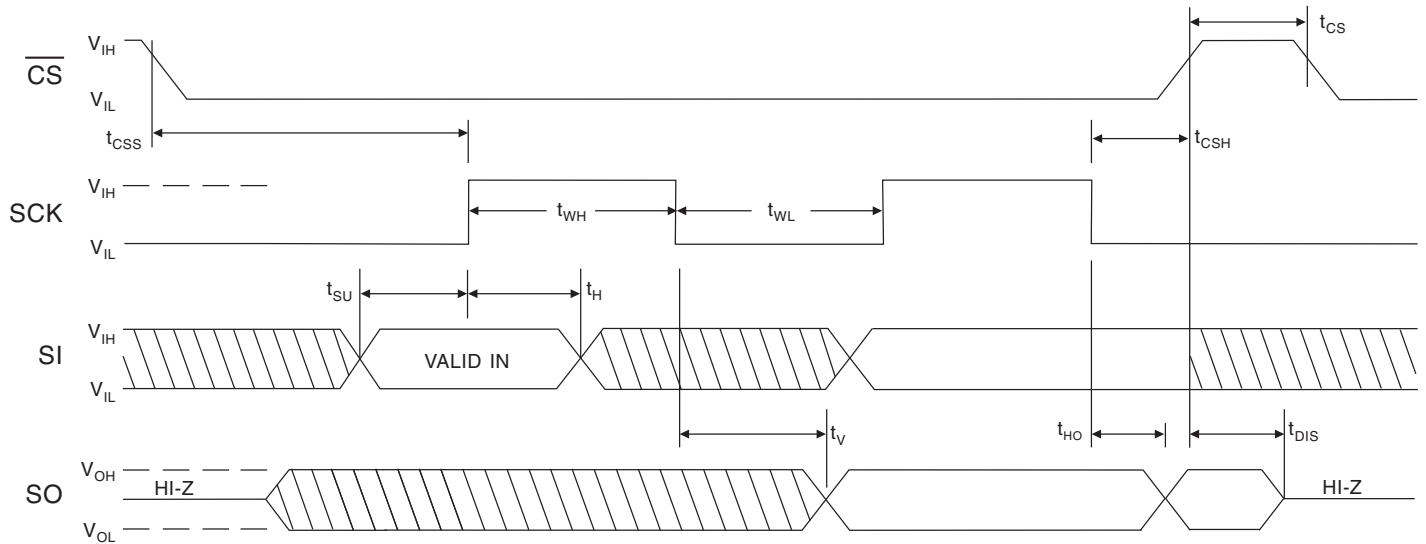 V_IH
CS
V_IL
t_CS
t_CSS
t_CSH
V_IH
SCK
V_IL
t_WH
t_WL
t_SU
t_H
V_IH
SI
V_IL
VALID IN
t_V
t_HO
t_DIS
V_OH
SO
HI-Z
HI-Z
V_OL